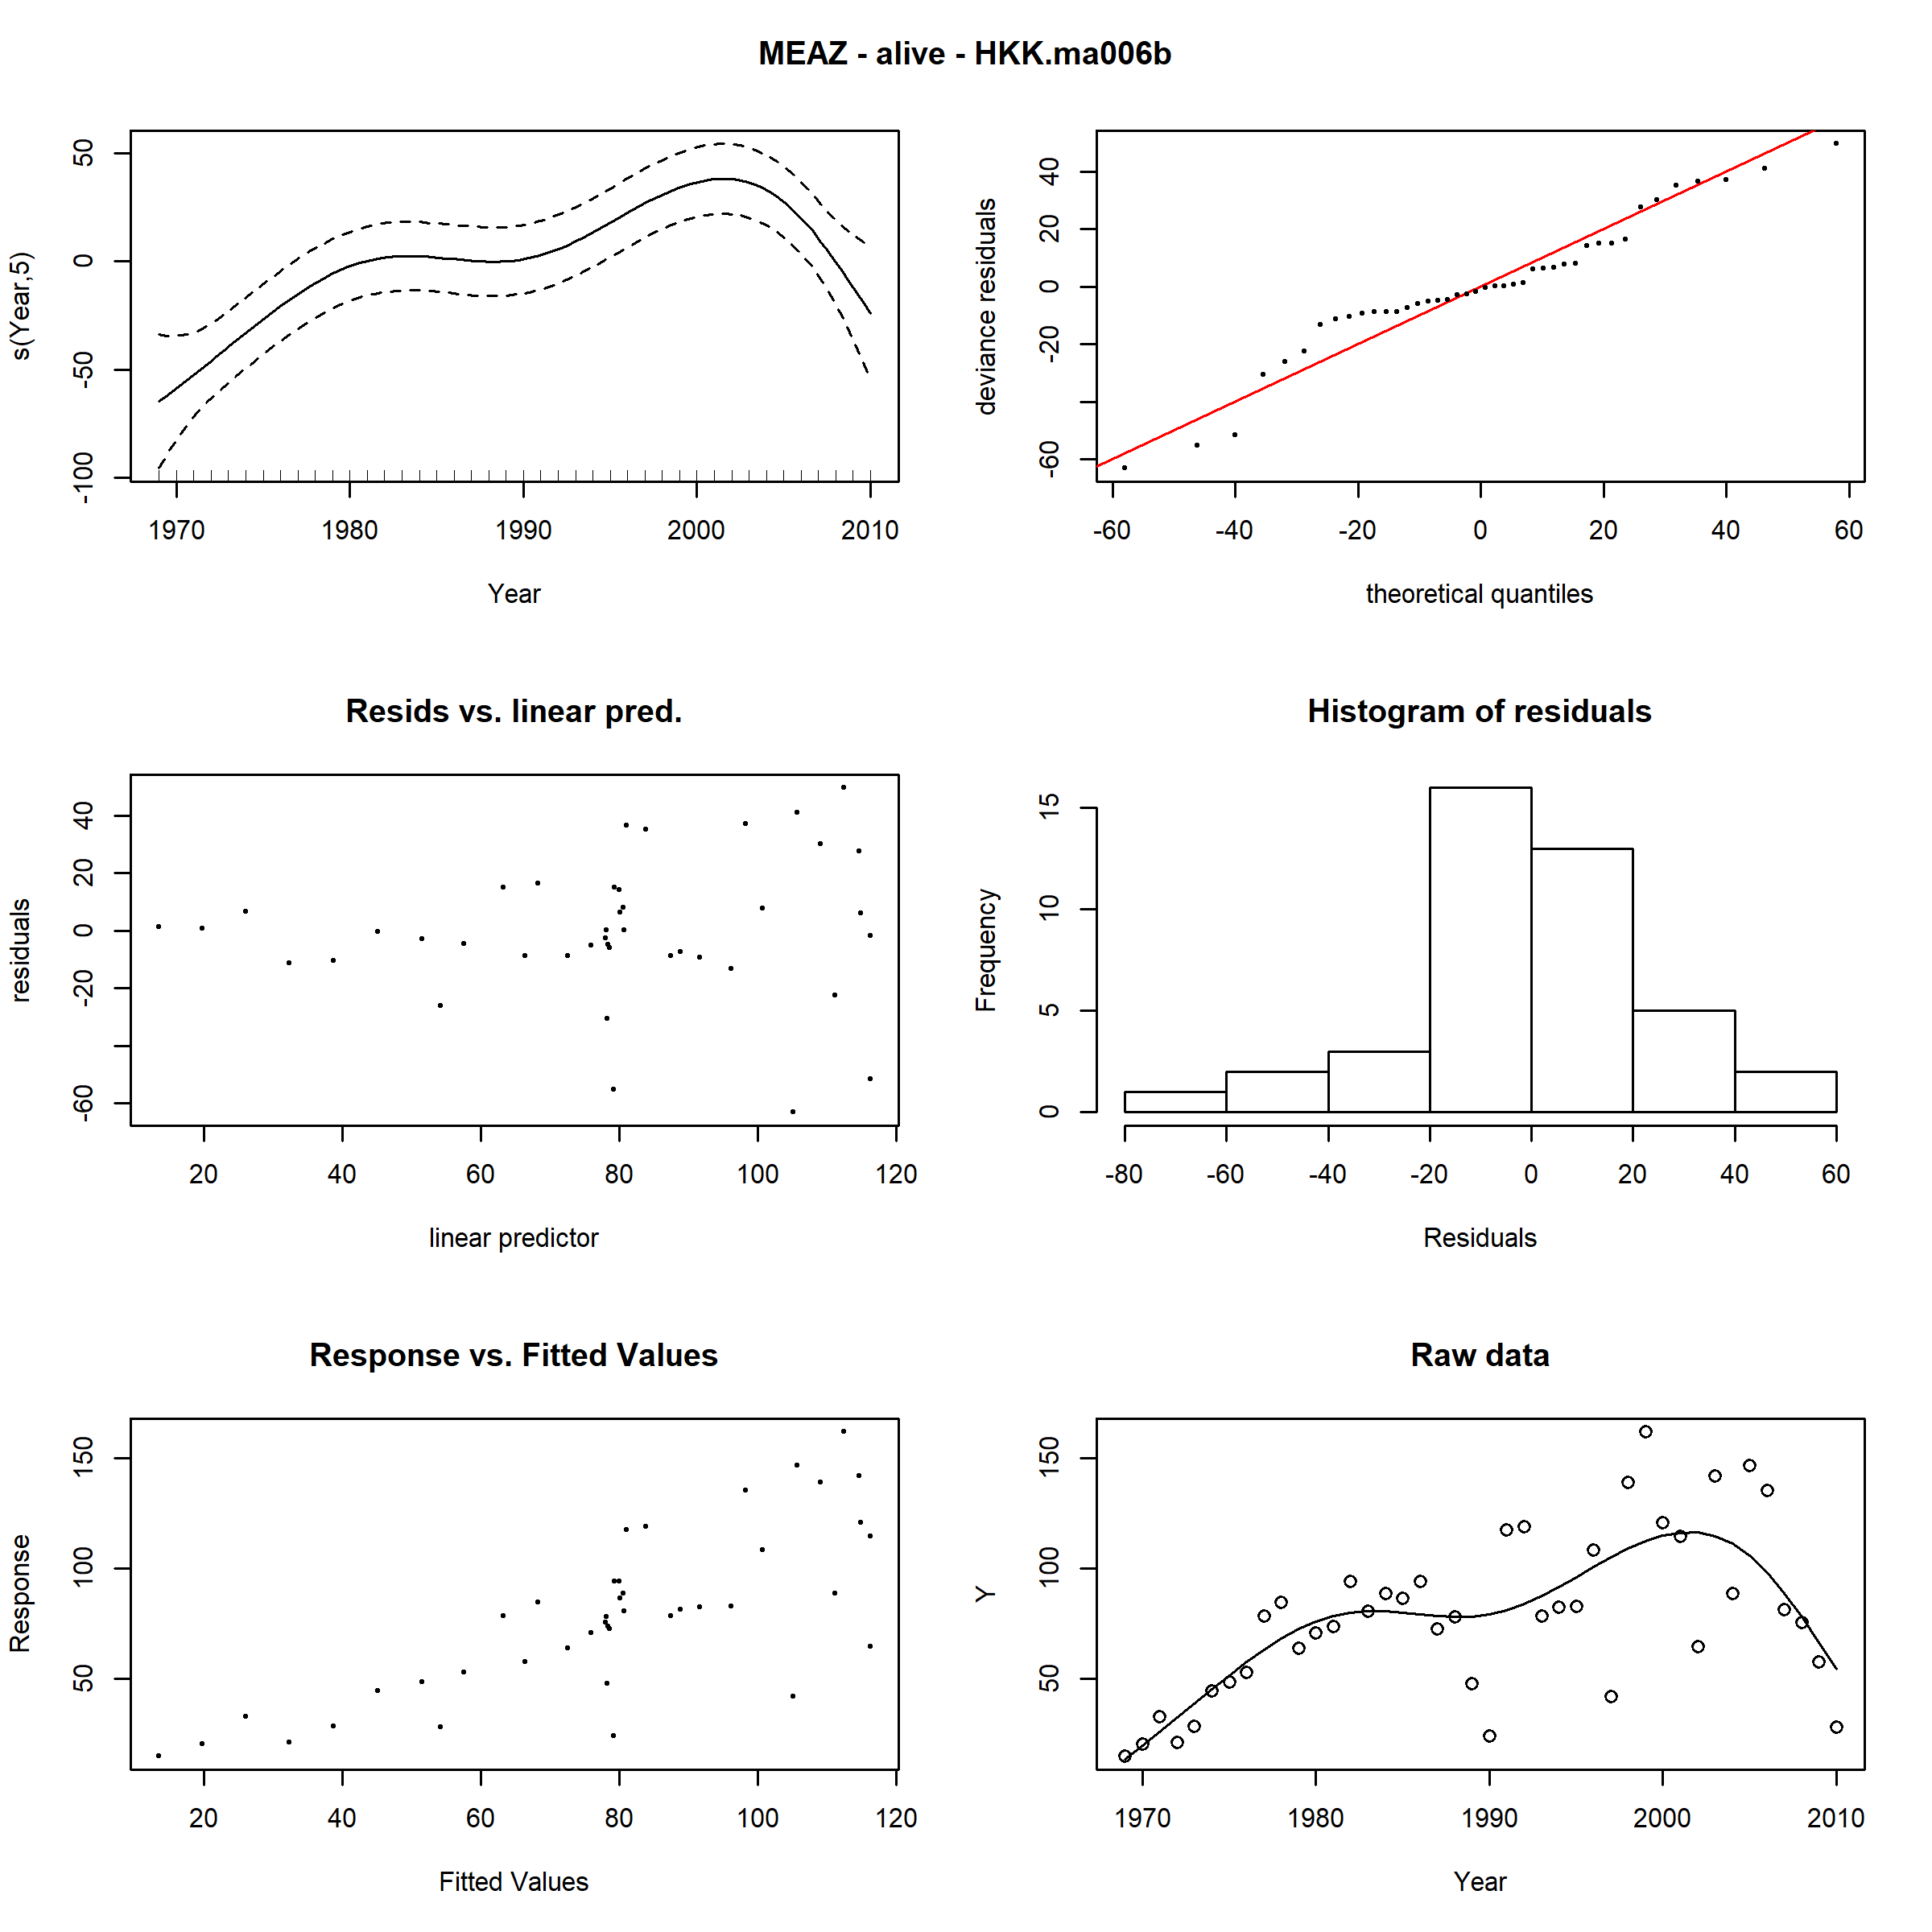 MEAZ - alive - HKK.ma006b
s(Year,5)
50
0
-50
-100
1970 1980 1990 2000 2010
Year
deviance residuals
40
20
0
-20
-60
-60 -40 -20 0 20 40 60
theoretical quantiles
Resids vs. linear pred.
residuals
40
20
0
-20
-60
20 40 60 80 100 120
linear predictor
Histogram of residuals
Frequency
15
10
5
0
-80 -60 -40 -20 0 20 40 60
Residuals
Response vs. Fitted Values
Response
150
100
50
20 40 60 80 100 120
Fitted Values
Raw data
Y
150
100
50
1970 1980 1990 2000 2010
Year